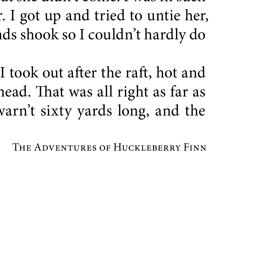 r. I got up and tried to untie her,
nds shook so I couldn’t hardly do
I took out after the raft, hot and
head. That was all right as far as
warn’t sixty yards long, and the
The Adventures of Huckleberry Finn